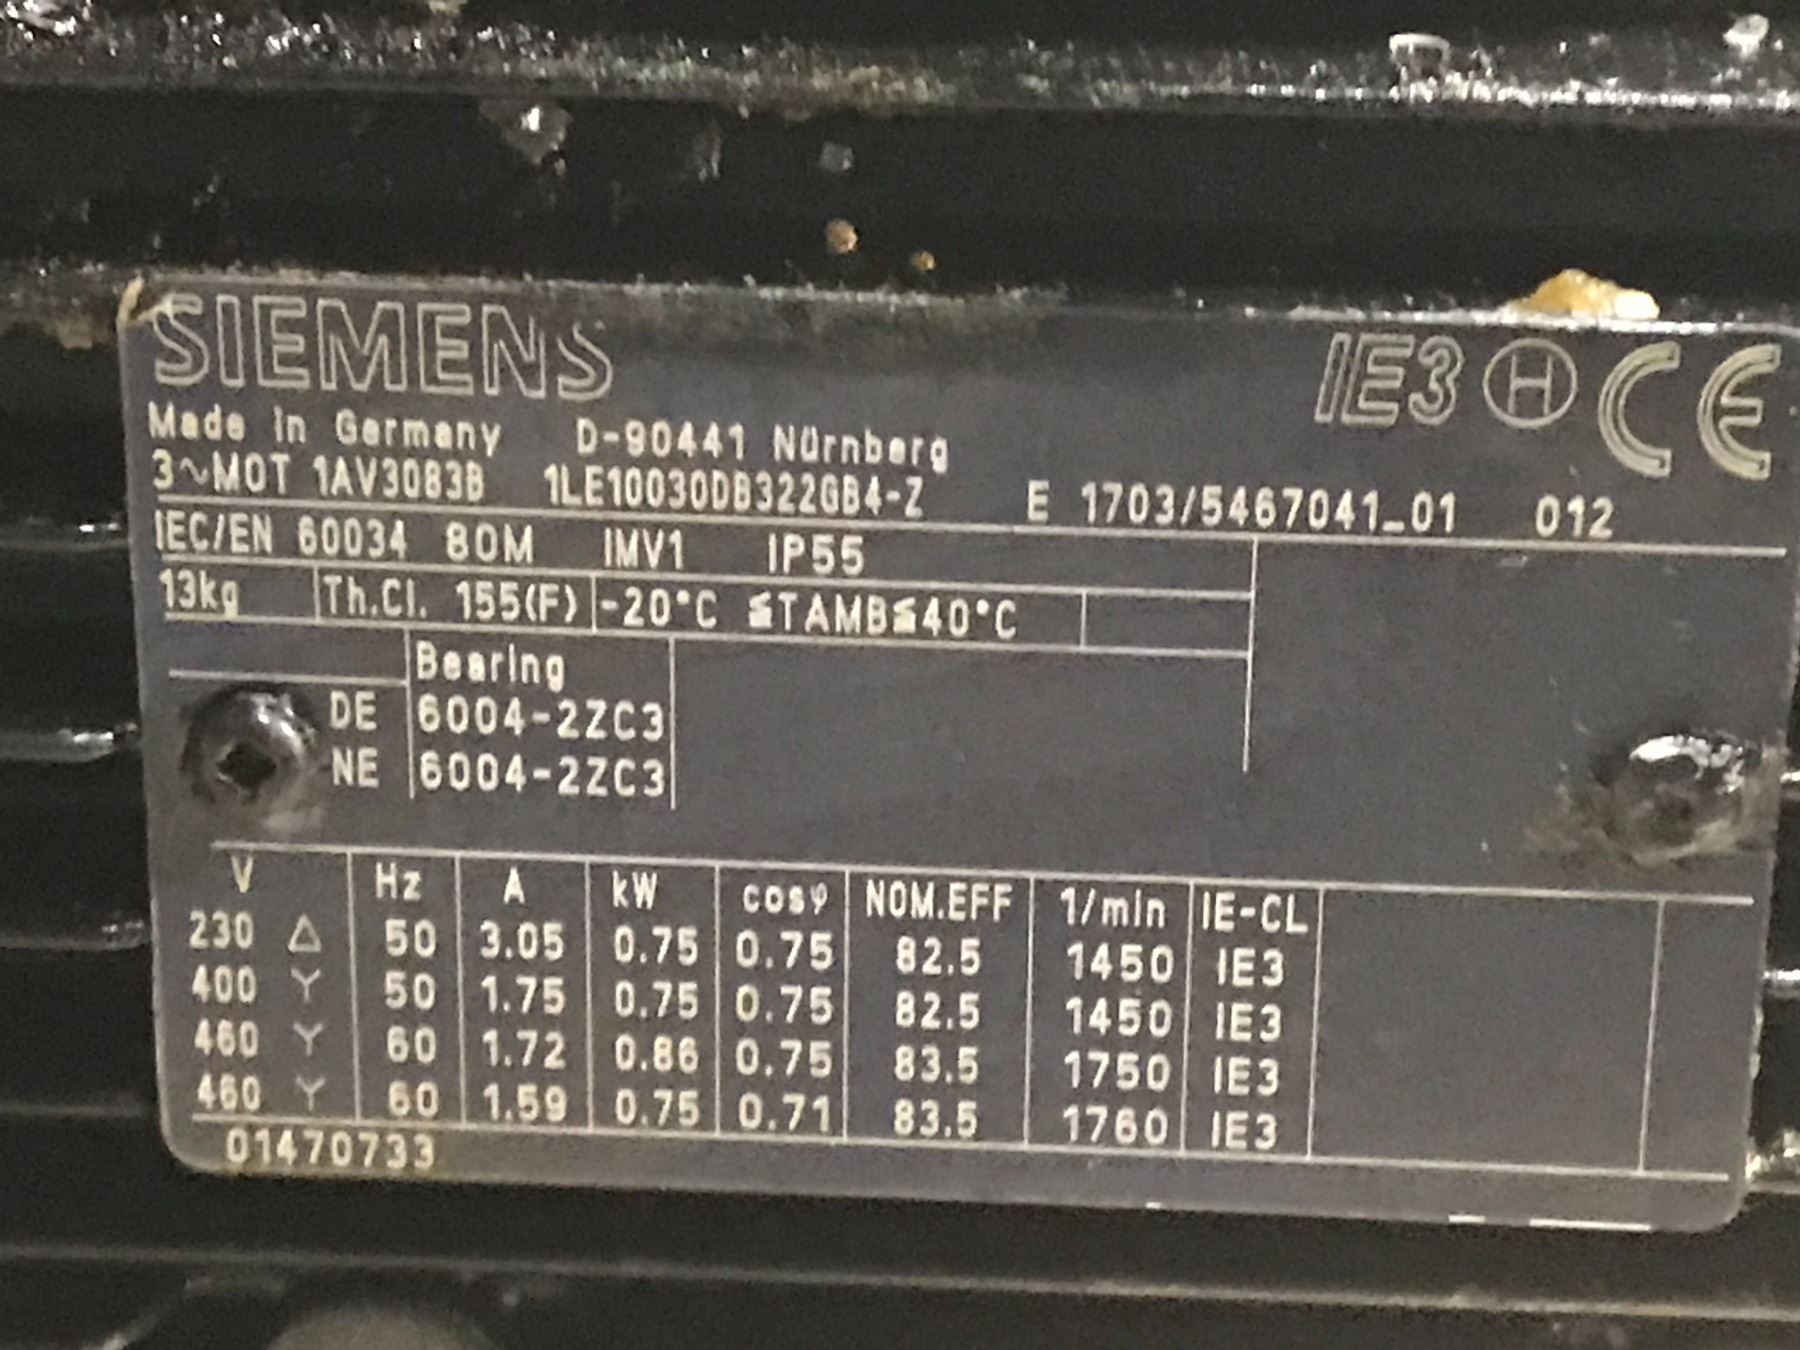 SIEMENS IE3 H CE
Made in Germany D-90441 Nürnberg
3~MOT 1AV3083B 1LE10030DB322GB4-Z E 1703/5467041_01 012
IEC/EN 60034 80M IMV1 IP55
13kg Th.Cl. 155(F) -20°C ≦TAMB≦40°C
Bearing
DE 6004-2ZC3
NE 6004-2ZC3
V Hz A kW cosφ NOM.EFF 1/min IE-CL
230 △ 50 3.05 0.75 0.75 82.5 1450 IE3
400 Y 50 1.75 0.75 0.75 82.5 1450 IE3
460 Y 60 1.72 0.86 0.75 83.5 1750 IE3
460 Y 60 1.59 0.75 0.71 83.5 1760 IE3
01470733